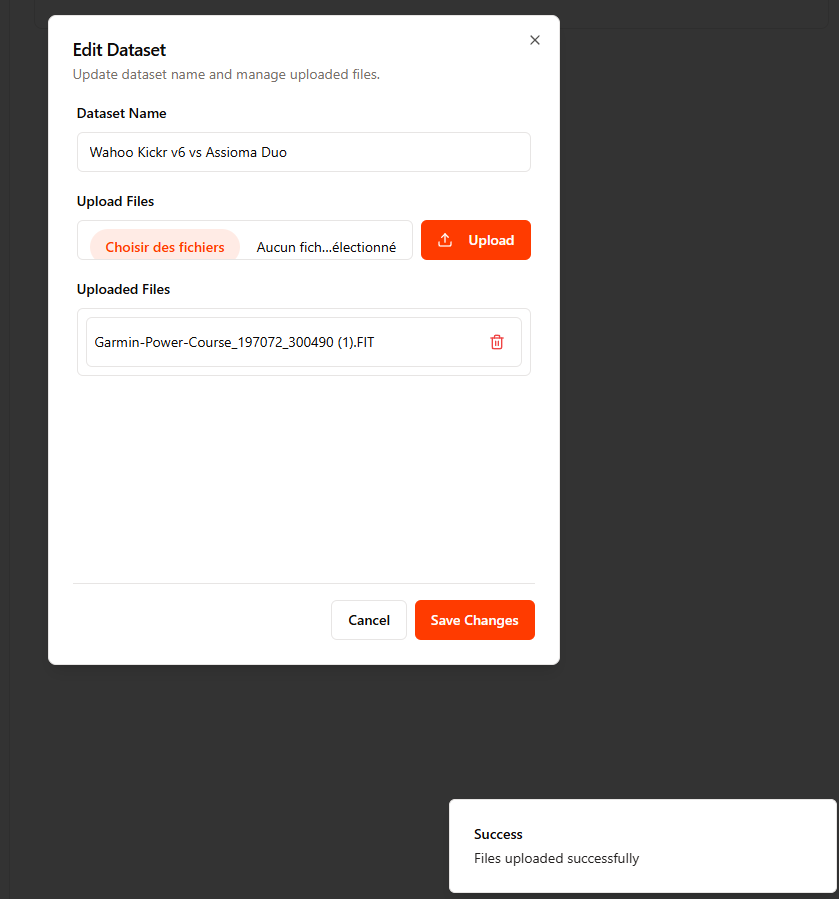 Edit Dataset
Update dataset name and manage uploaded files.
Dataset Name
Wahoo Kickr v6 vs Assioma Duo
Upload Files
Choisir des fichiers Aucun fich...électionné Upload
Uploaded Files
Garmin-Power-Course_197072_300490 (1).FIT
Cancel Save Changes
Success
Files uploaded successfully